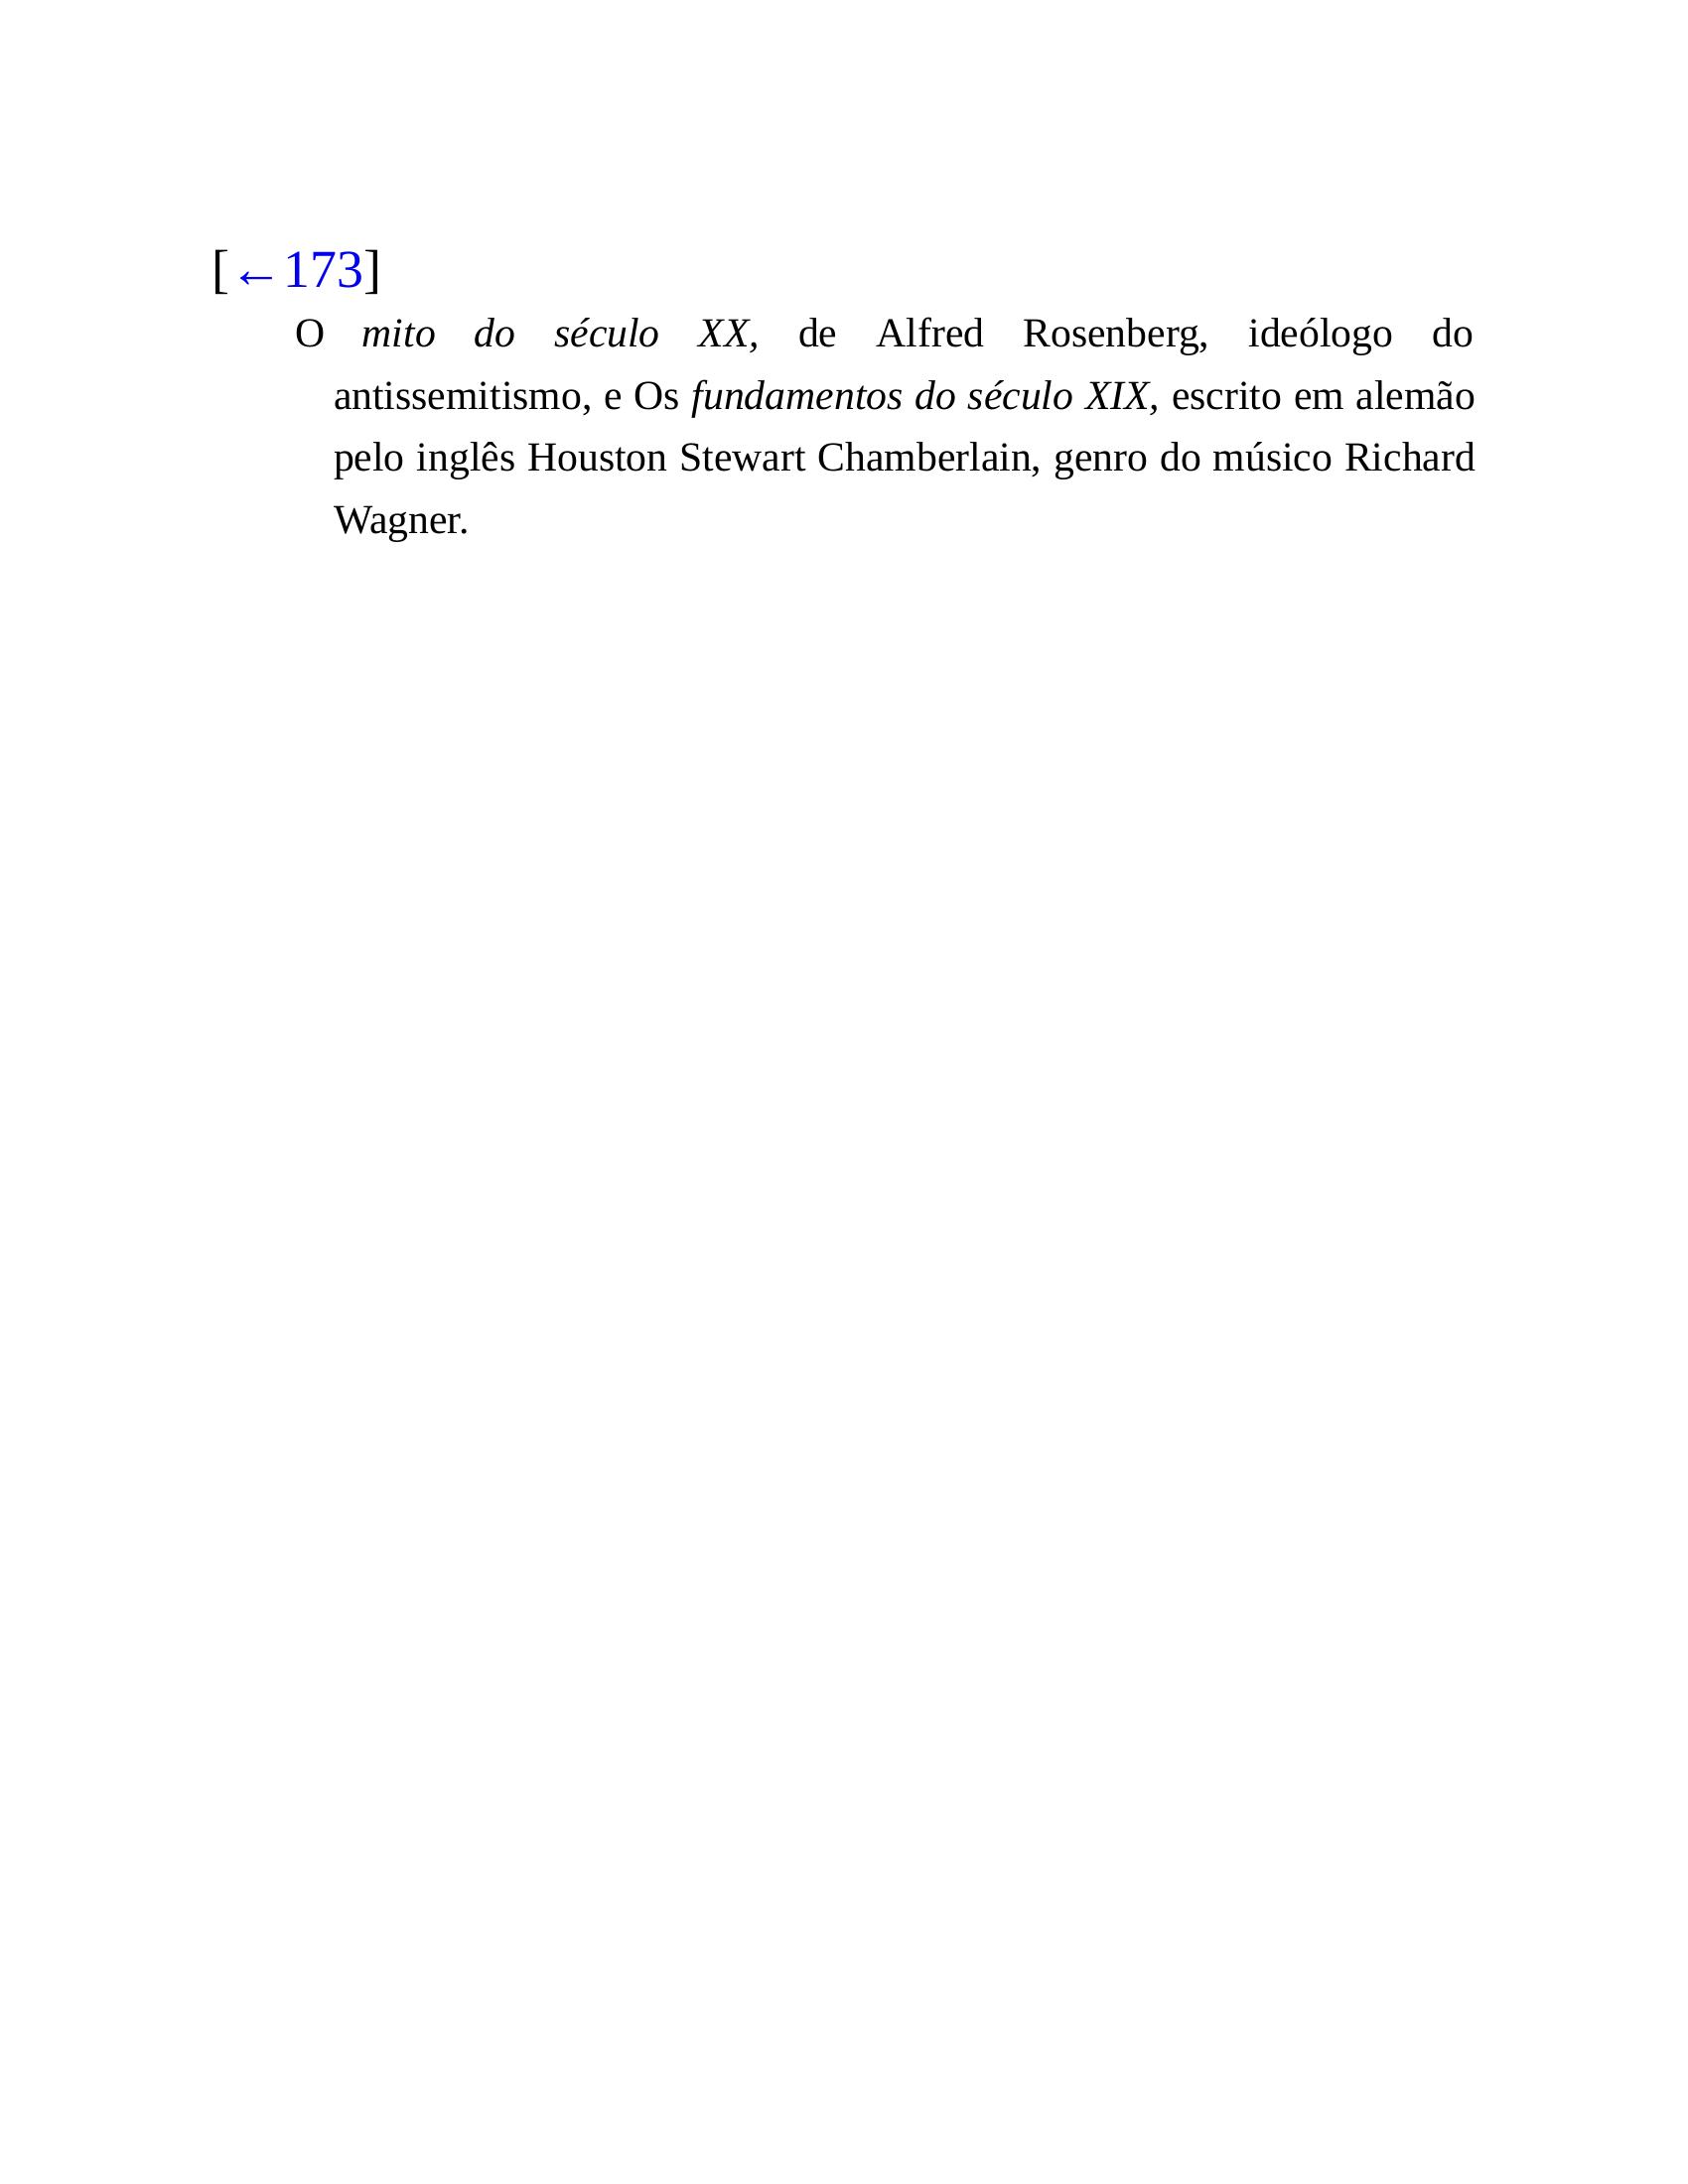 [←173]
O mito do século XX, de Alfred Rosenberg, ideólogo do
antissemitismo, e Os fundamentos do século XIX, escrito em alemão
pelo inglês Houston Stewart Chamberlain, genro do músico Richard
Wagner.